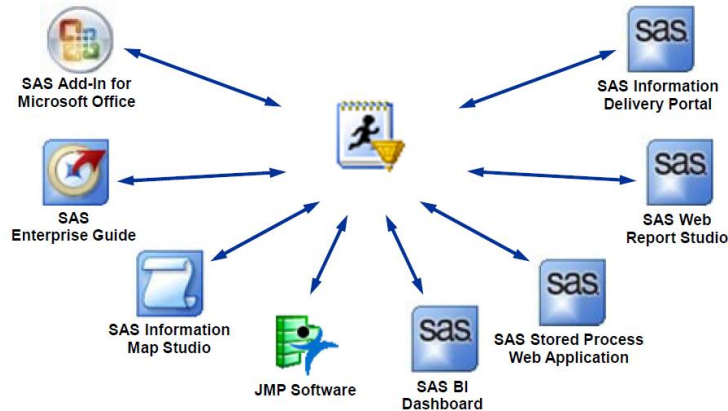 SAS Add-In for
Microsoft Office
sas
SAS Information
Delivery Portal
SAS
Enterprise Guide
sas
SAS Web
Report Studio
SAS Information
Map Studio
JMP Software
sas
SAS BI
Dashboard
sas
SAS Stored Process
Web Application